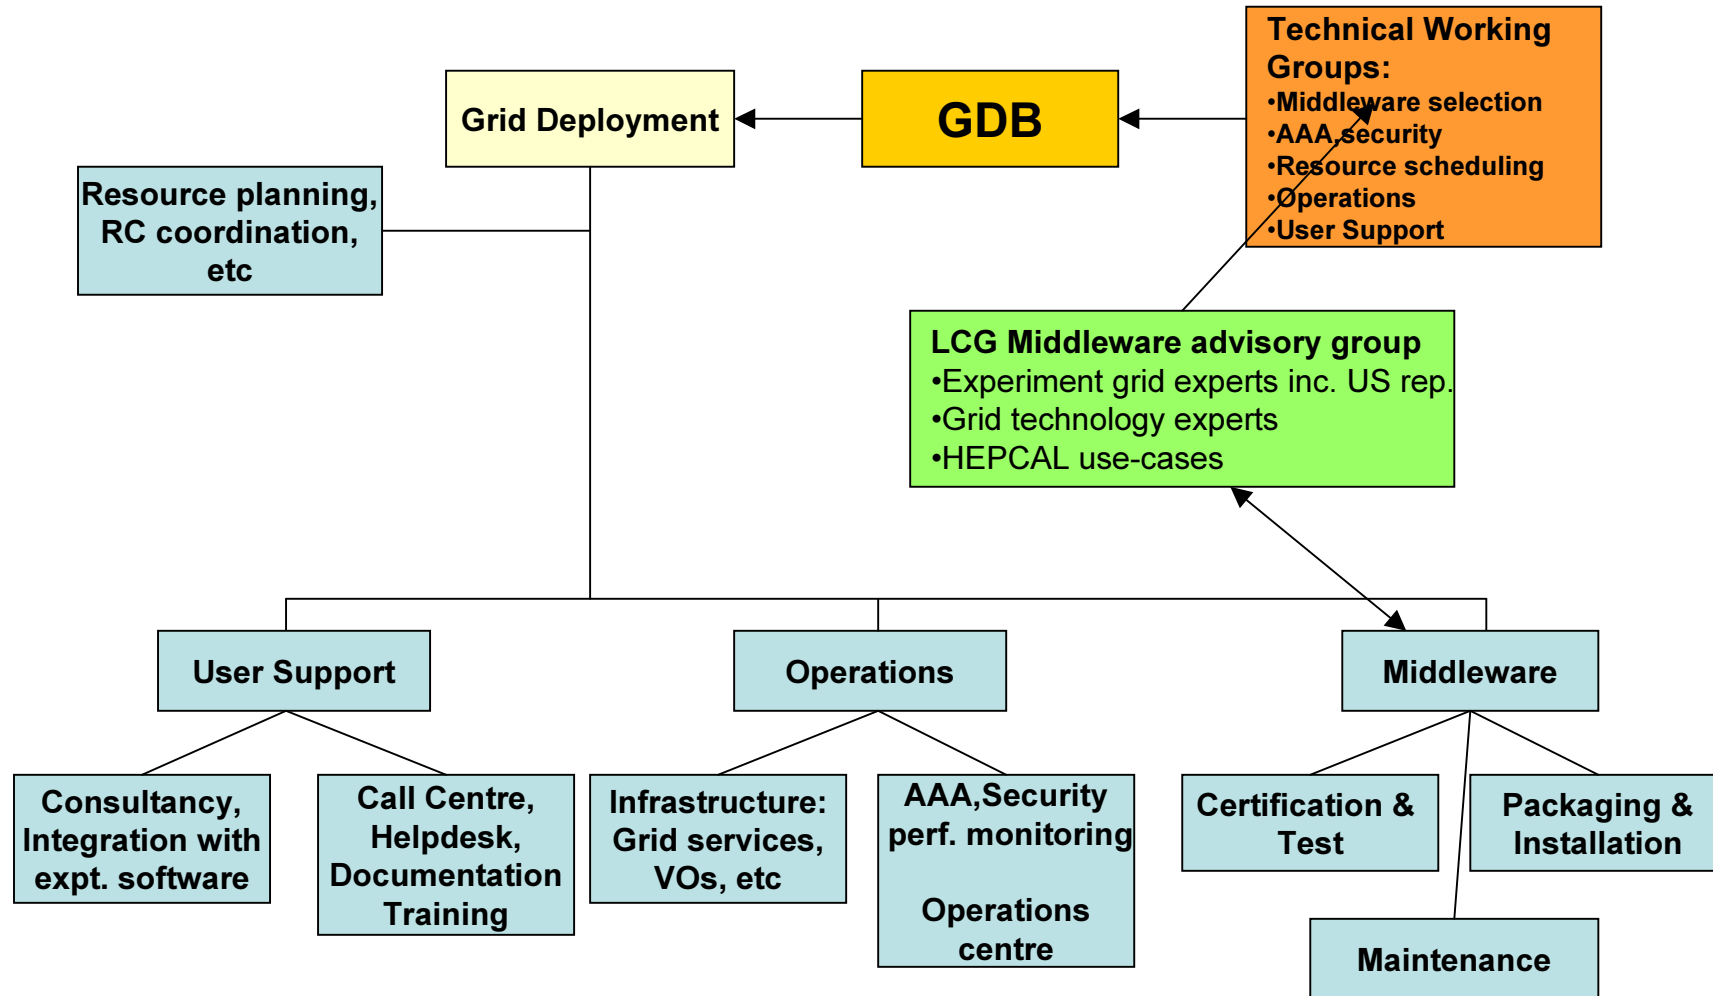 Technical Working
Groups:
•Middleware selection
•AAA,security
•Resource scheduling
•Operations
•User Support
GDB
Grid Deployment
Resource planning,
RC coordination,
etc
LCG Middleware advisory group
•Experiment grid experts inc. US rep.
•Grid technology experts
•HEPCAL use-cases
User Support
Operations
Middleware
Consultancy,
Integration with
expt. software
Call Centre,
Helpdesk,
Documentation
Training
Infrastructure:
Grid services,
VOs, etc
AAA,Security
perf. monitoring
Operations
centre
Certification &
Test
Packaging &
Installation
Maintenance